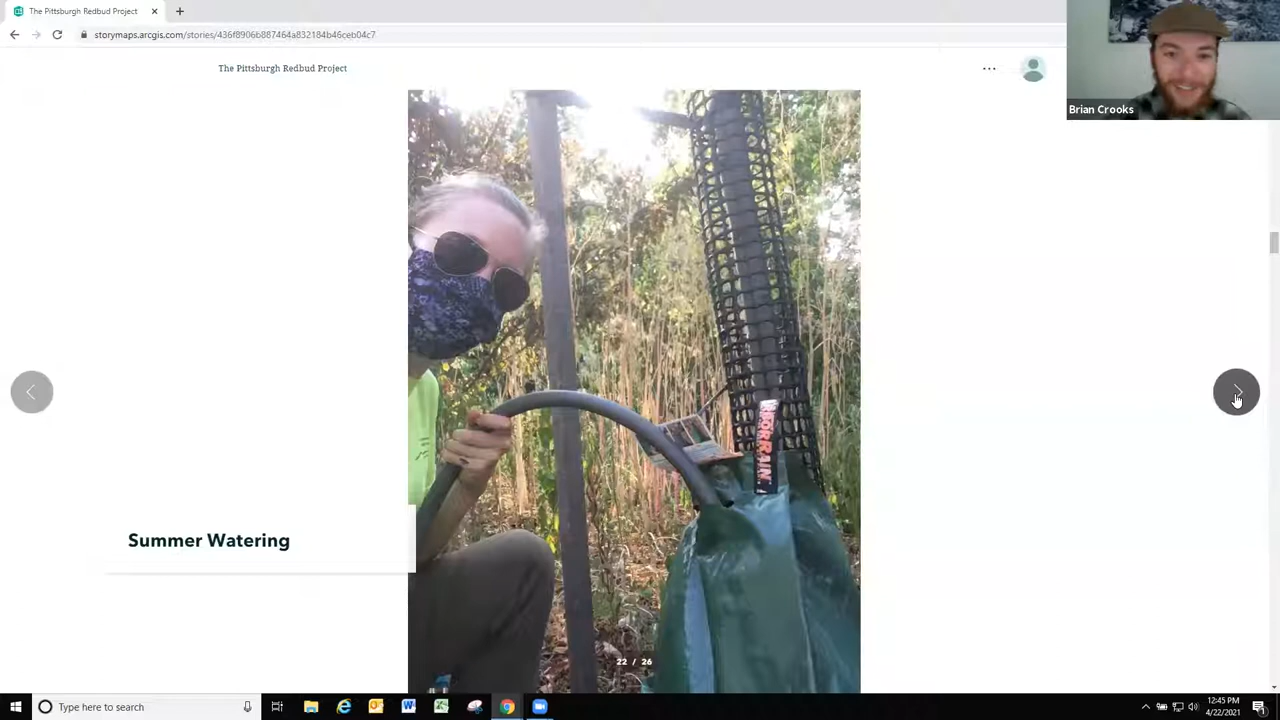 The Pittsburgh Redbud Project
storymaps.arcgis.com/stories/436f8906b887464a832184b46ceb04c7
The Pittsburgh Redbud Project
Brian Crooks
Summer Watering
22 / 26
Type here to search
12:45 PM
4/22/2021